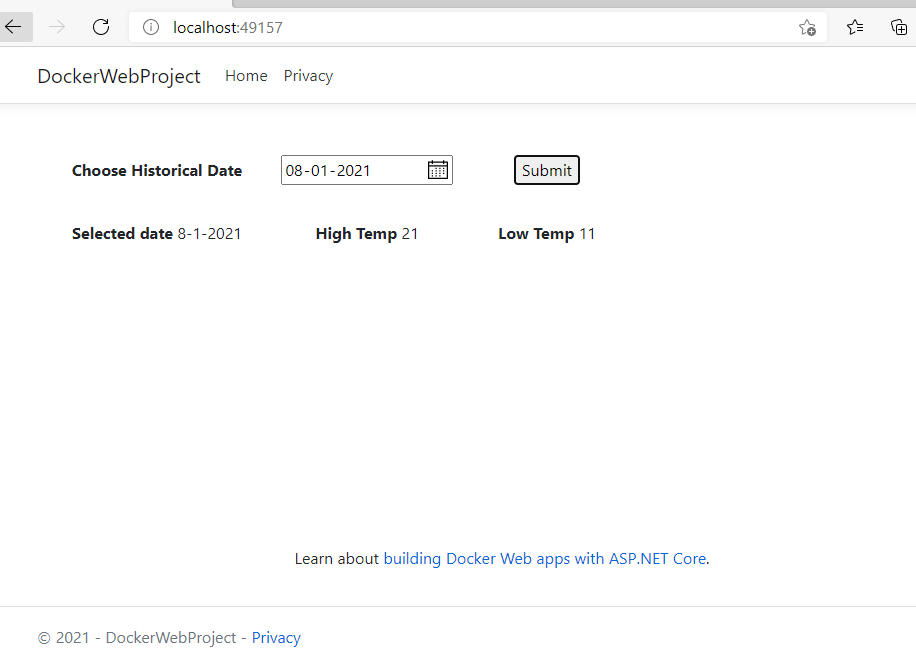 localhost:49157
DockerWebProject Home Privacy
Choose Historical Date 08-01-2021 Submit
Selected date 8-1-2021 High Temp 21 Low Temp 11
Learn about building Docker Web apps with ASP.NET Core.
© 2021 - DockerWebProject - Privacy